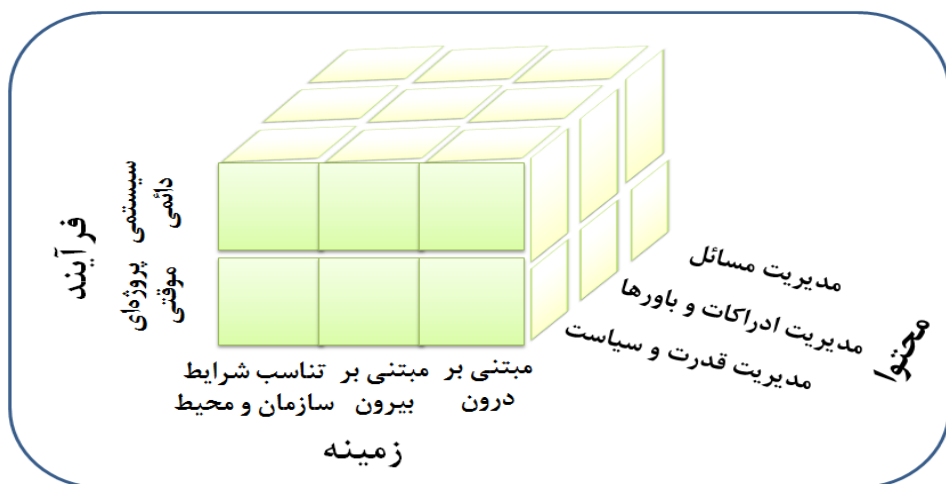 فرآیند
سیستمی
دائمی
پروژه‌ای
موقتی
مبتنی بر
درون
مبتنی بر
بیرون
تناسب شرایط
سازمان و محیط
زمینه
مدیریت مسائل
مدیریت ادراکات و باورها
مدیریت قدرت و سیاست
محتوا